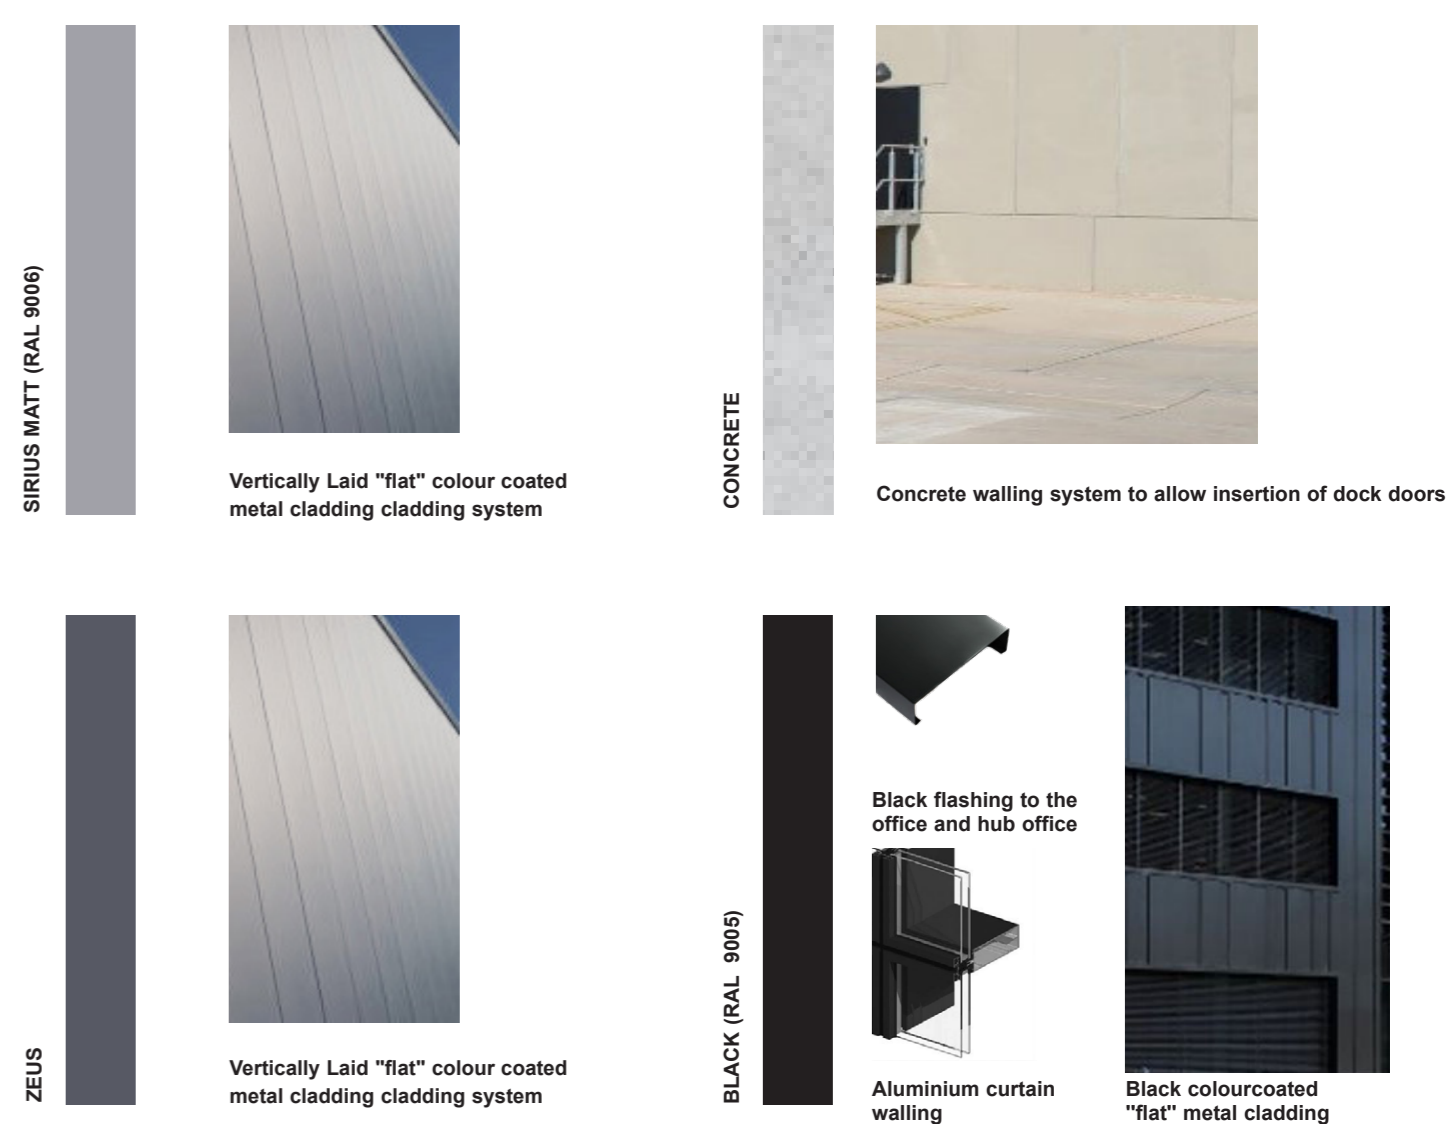 SIRIUS MATT (RAL 9006)
Vertically Laid "flat" colour coated
metal cladding cladding system
CONCRETE
Concrete walling system to allow insertion of dock doors
ZEUS
Vertically Laid "flat" colour coated
metal cladding cladding system
BLACK (RAL 9005)
Black flashing to the
office and hub office
Aluminium curtain
walling
Black colourcoated
"flat" metal cladding